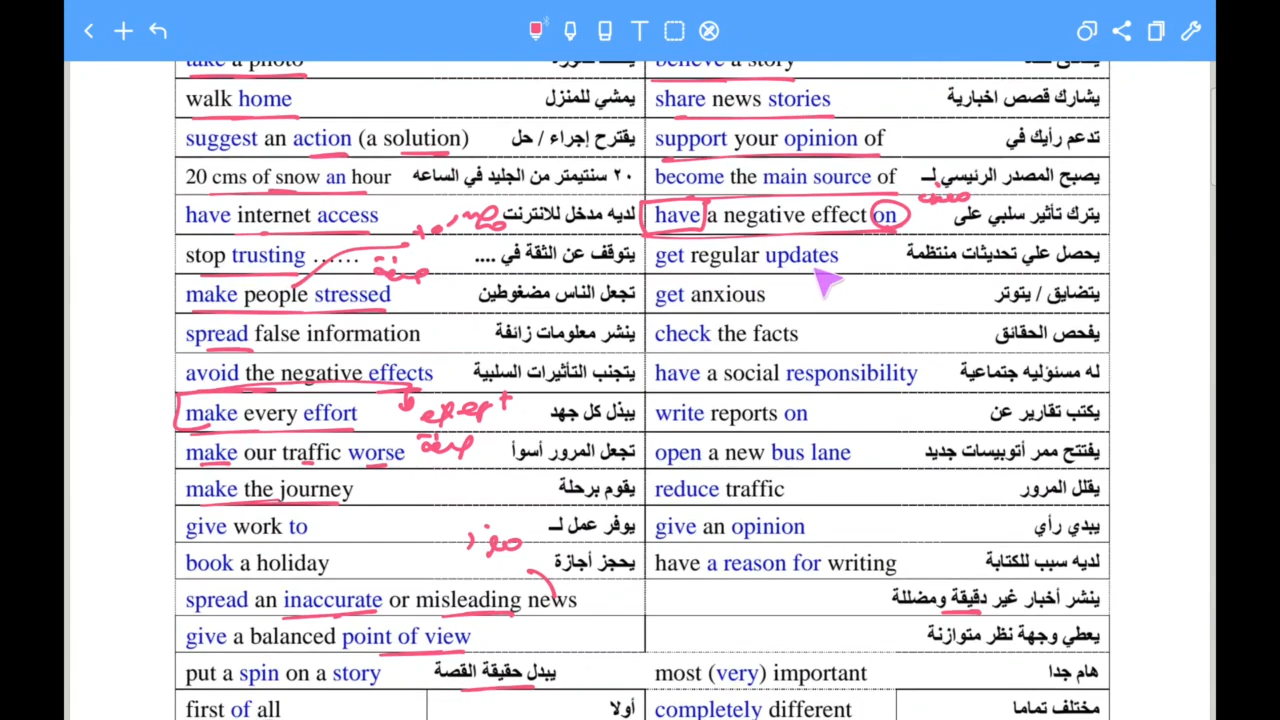 take a photo
believe a story
walk home يمشي للمنزل
share news stories يشارك قصص اخبارية
suggest an action (a solution) يقترح إجراء / حل
support your opinion of تدعم رأيك في
20 cms of snow an hour ٢٠ سنتيمتر من الجليد في الساعه
become the main source of يصبح المصدر الرئيسي لـ
have internet access لديه مدخل للانترنت
have a negative effect on يترك تأثير سلبي على
stop trusting …… يتوقف عن الثقة في ....
get regular updates يحصل علي تحديثات منتظمة
make people stressed تجعل الناس مضغوطين
get anxious يتضايق / يتوتر
spread false information ينشر معلومات زائفة
check the facts يفحص الحقائق
avoid the negative effects يتجنب التأثيرات السلبية
have a social responsibility له مسئوليه جتماعية
make every effort يبذل كل جهد
write reports on يكتب تقارير عن
make our traffic worse تجعل المرور أسوأ
open a new bus lane يفتتح ممر أتوبيسات جديد
make the journey يقوم برحلة
reduce traffic يقلل المرور
give work to يوفر عمل لـ
give an opinion يبدي رأي
book a holiday يحجز أجازة
have a reason for writing لديه سبب للكتابة
spread an inaccurate or misleading news ينشر أخبار غير دقيقة ومضللة
give a balanced point of view يعطي وجهة نظر متوازنة
put a spin on a story يبدل حقيقة القصة
most (very) important هام جدا
first of all أولا
completely different مختلف تماما